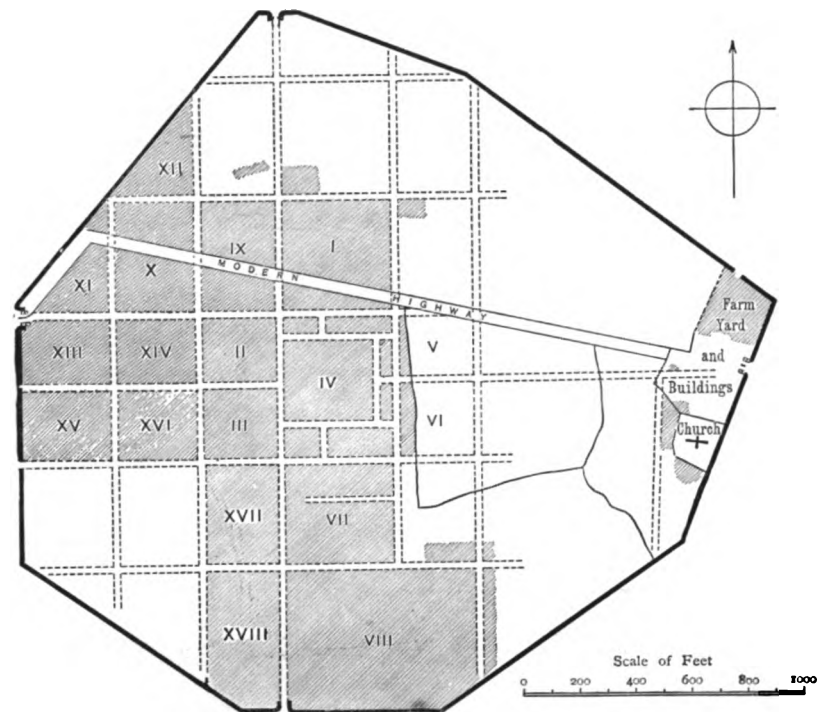 XII
IX
I
X
MODERN HIGHWAY
XI
Farm
Yard
and
Buildings
Church
XIII
XIV
II
IV
V
VI
XV
XVI
III
XVII
VII
XVIII
VIII
Scale of Feet
0 200 400 600 800 1000